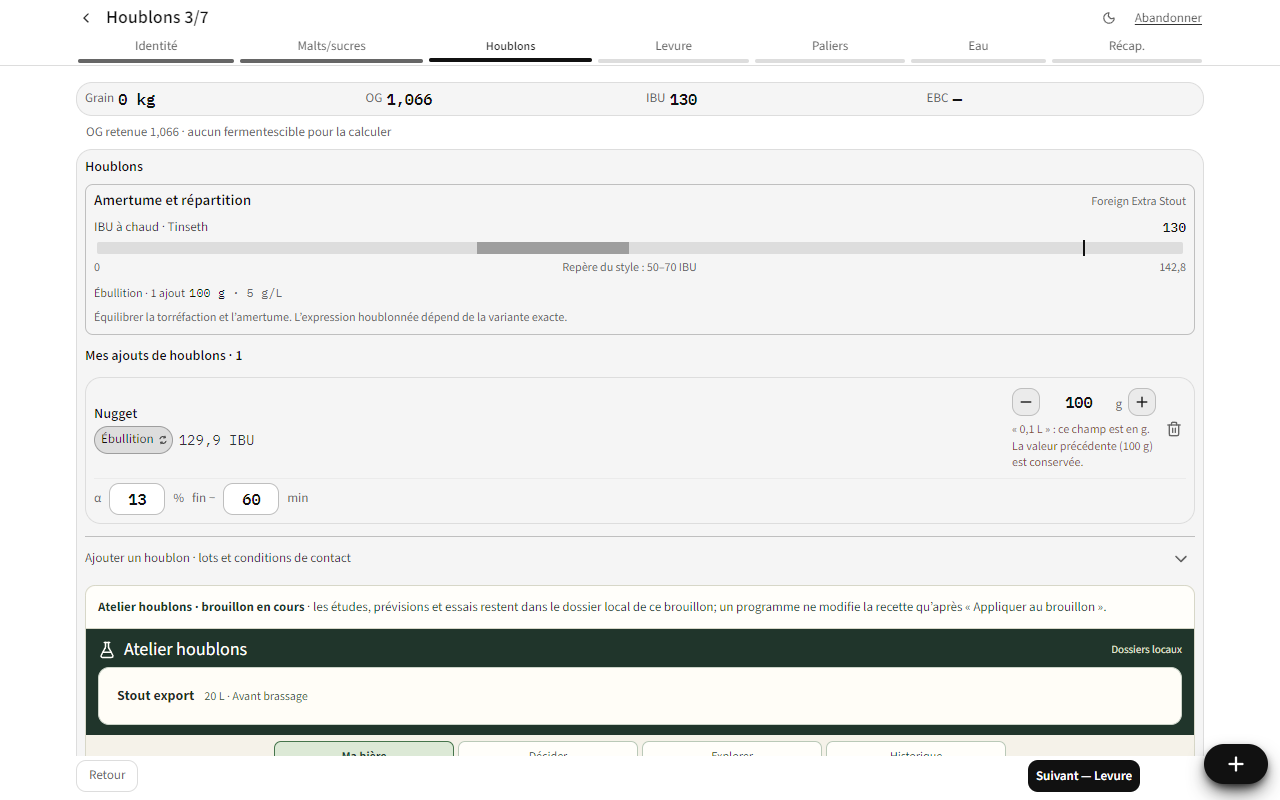 Houblons 3/7
Abandonner
Identité
Malts/sucres
Houblons
Levure
Paliers
Eau
Récap.
Grain 0 kg
OG 1,066
IBU 130
EBC —
OG retenue 1,066 · aucun fermentescible pour la calculer
Houblons
Amertume et répartition
Foreign Extra Stout
IBU à chaud · Tinseth
130
0
Repère du style : 50–70 IBU
142,8
Ébullition · 1 ajout 100 g · 5 g/L
Équilibrer la torréfaction et l’amertume. L’expression houblonnée dépend de la variante exacte.
Mes ajouts de houblons · 1
Nugget
Ébullition
129,9 IBU
− 100 g +
« 0,1 L » : ce champ est en g.
La valeur précédente (100 g)
est conservée.
α 13 % fin − 60 min
Ajouter un houblon · lots et conditions de contact
Atelier houblons · brouillon en cours · les études, prévisions et essais restent dans le dossier local de ce brouillon; un programme ne modifie la recette qu’après « Appliquer au brouillon ».
Atelier houblons
Dossiers locaux
Stout export 20 L · Avant brassage
Ma bière
Décider
Explorer
Historique
Retour
Suivant — Levure
+